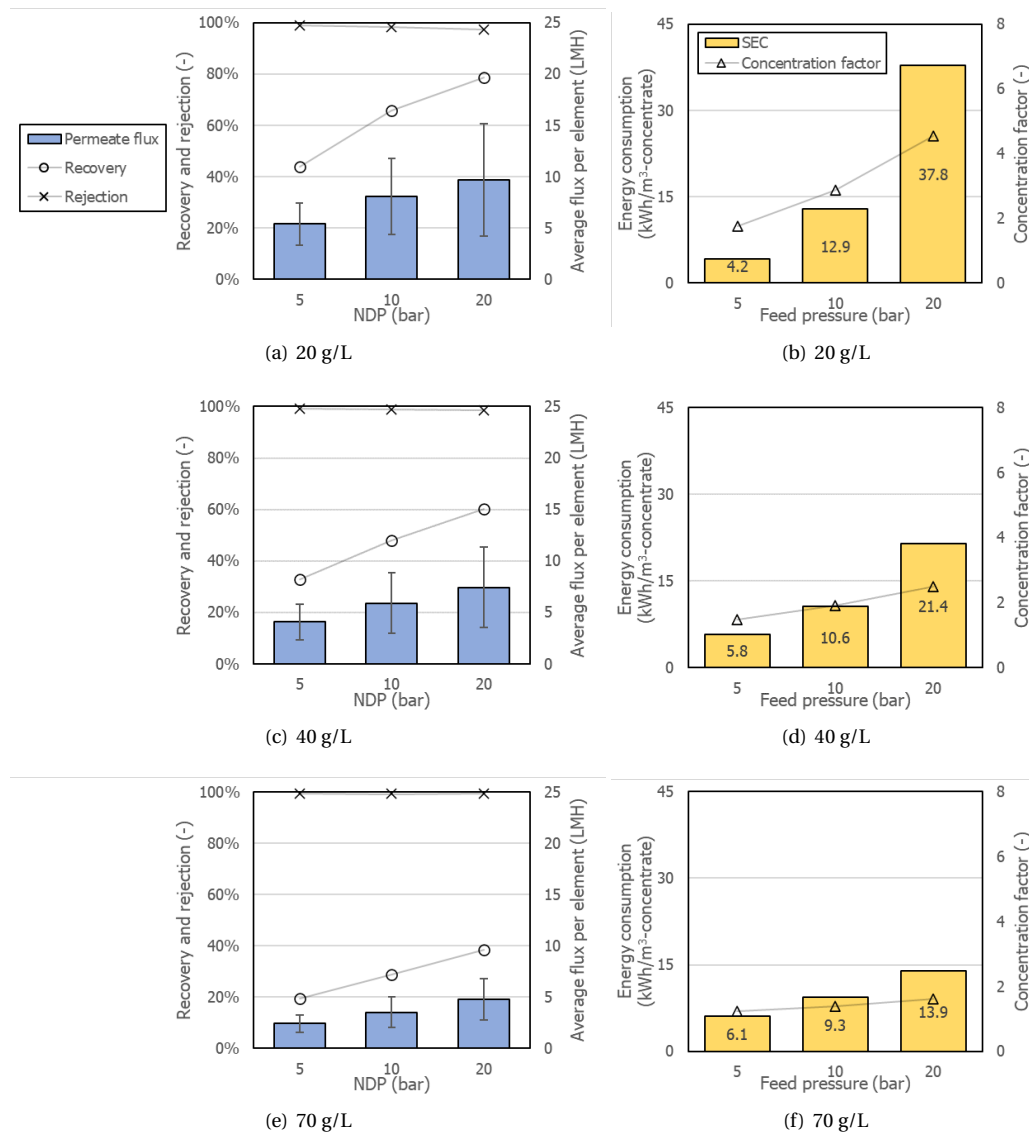 Permeate flux
Recovery
Rejection
Recovery and rejection (-)
100%
80%
60%
40%
20%
0%
25
20
15
10
5
0
Average flux per element (LMH)
5 10 20
NDP (bar)
(a) 20 g/L
SEC
Concentration factor
Energy consumption
(kWh/m³-concentrate)
45
30
15
0
8
6
4
2
0
Concentration factor (-)
4.2
12.9
37.8
5 10 20
Feed pressure (bar)
(b) 20 g/L
Recovery and rejection (-)
100%
80%
60%
40%
20%
0%
25
20
15
10
5
0
Average flux per element (LMH)
5 10 20
NDP (bar)
(c) 40 g/L
Energy consumption
(kWh/m³-concentrate)
45
30
15
0
8
6
4
2
0
Concentration factor (-)
5.8
10.6
21.4
5 10 20
Feed pressure (bar)
(d) 40 g/L
Recovery and rejection (-)
100%
80%
60%
40%
20%
0%
25
20
15
10
5
0
Average flux per element (LMH)
5 10 20
NDP (bar)
(e) 70 g/L
Energy consumption
(kWh/m³-concentrate)
45
30
15
0
8
6
4
2
0
Concentration factor (-)
6.1
9.3
13.9
5 10 20
Feed pressure (bar)
(f) 70 g/L